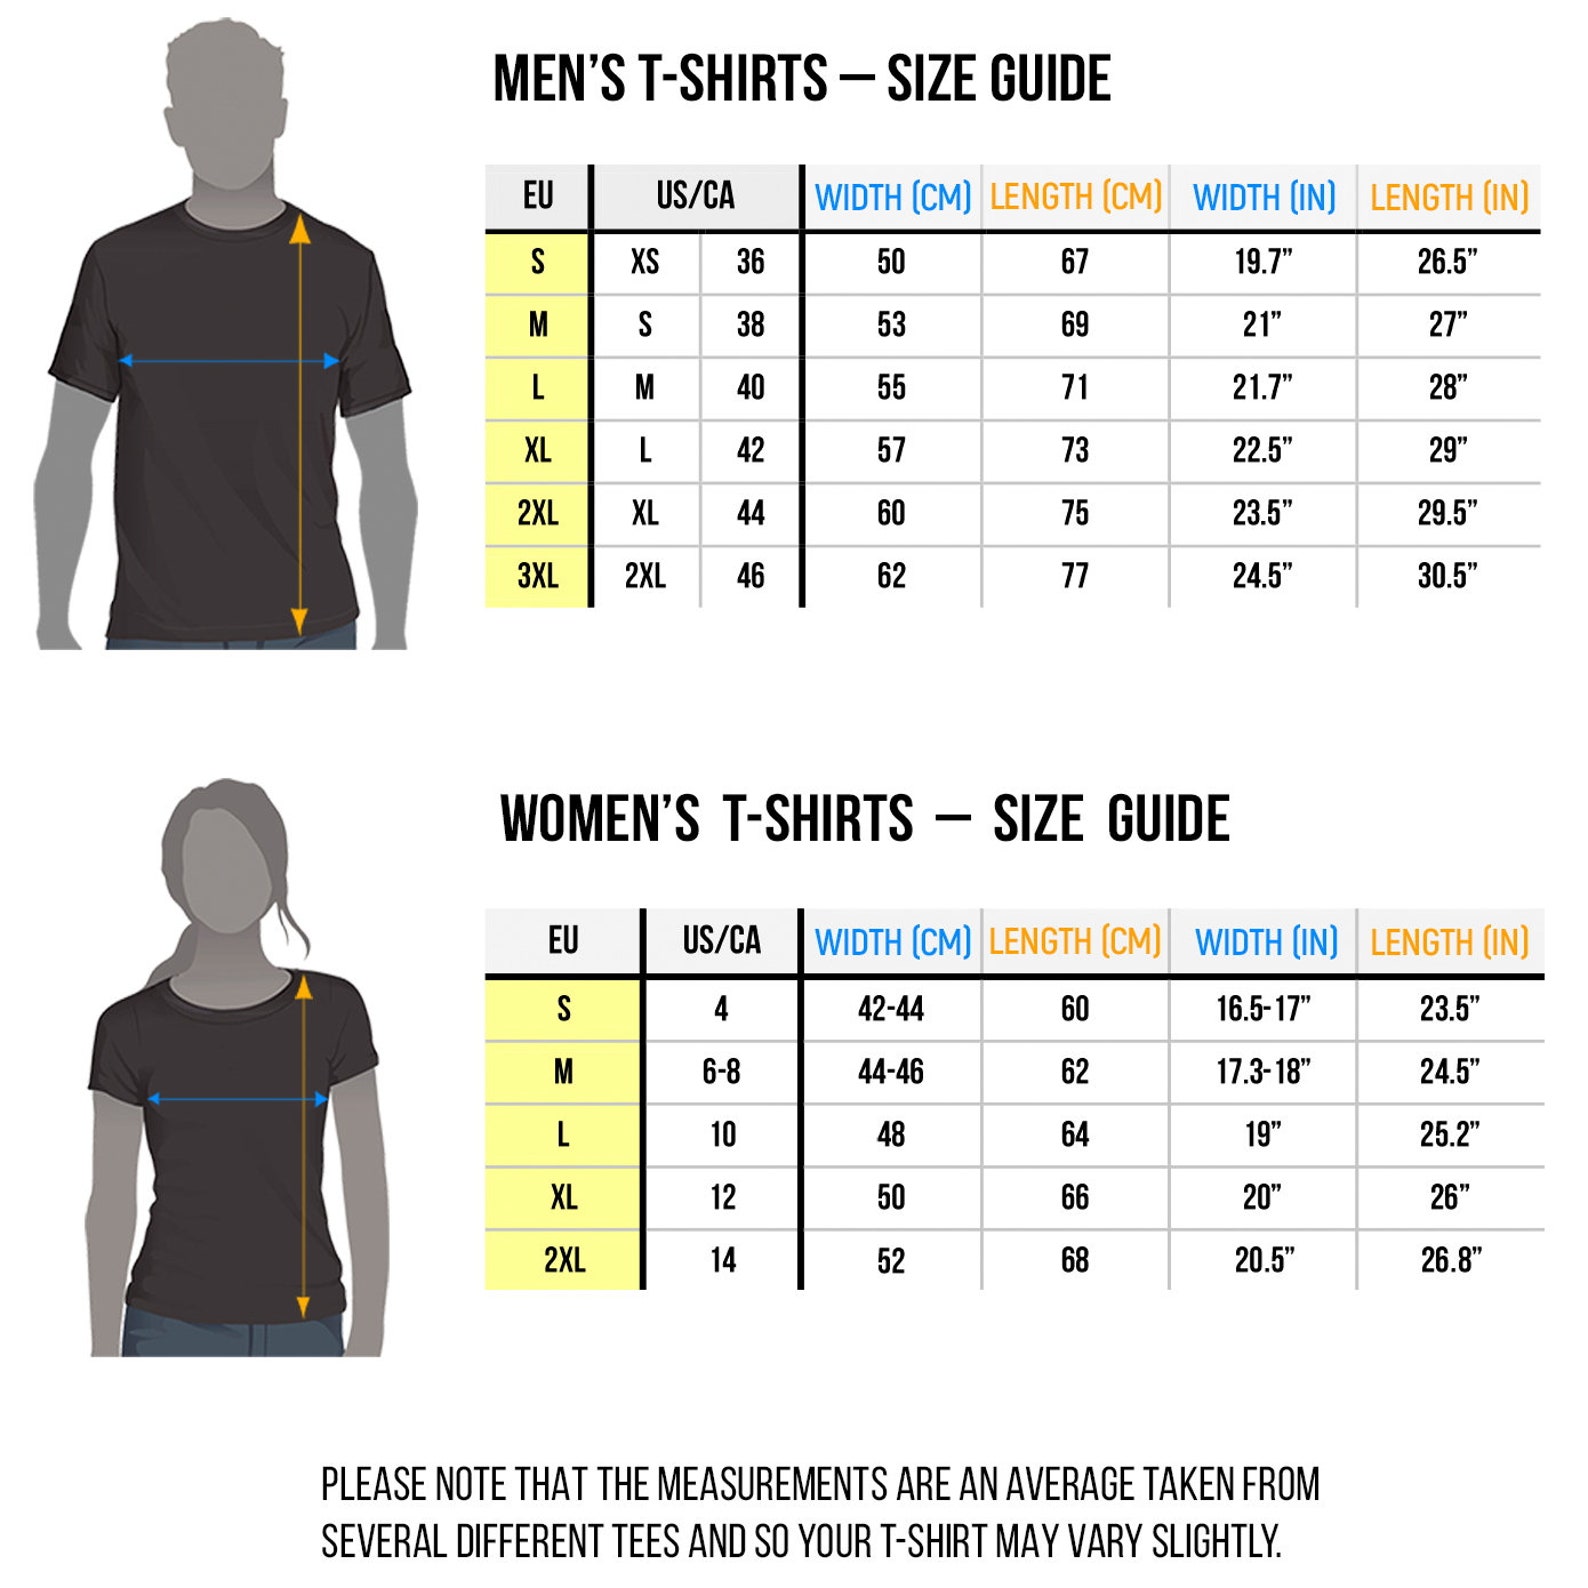 MEN'S T-SHIRTS – SIZE GUIDE
EU US/CA WIDTH (CM) LENGTH (CM) WIDTH (IN) LENGTH (IN)
S XS 36 50 67 19.7” 26.5”
M S 38 53 69 21” 27”
L M 40 55 71 21.7” 28”
XL L 42 57 73 22.5” 29”
2XL XL 44 60 75 23.5” 29.5”
3XL 2XL 46 62 77 24.5” 30.5”
WOMEN'S T-SHIRTS – SIZE GUIDE
EU US/CA WIDTH (CM) LENGTH (CM) WIDTH (IN) LENGTH (IN)
S 4 42-44 60 16.5-17” 23.5”
M 6-8 44-46 62 17.3-18” 24.5”
L 10 48 64 19” 25.2”
XL 12 50 66 20” 26”
2XL 14 52 68 20.5” 26.8”
PLEASE NOTE THAT THE MEASUREMENTS ARE AN AVERAGE TAKEN FROM
SEVERAL DIFFERENT TEES AND SO YOUR T-SHIRT MAY VARY SLIGHTLY.